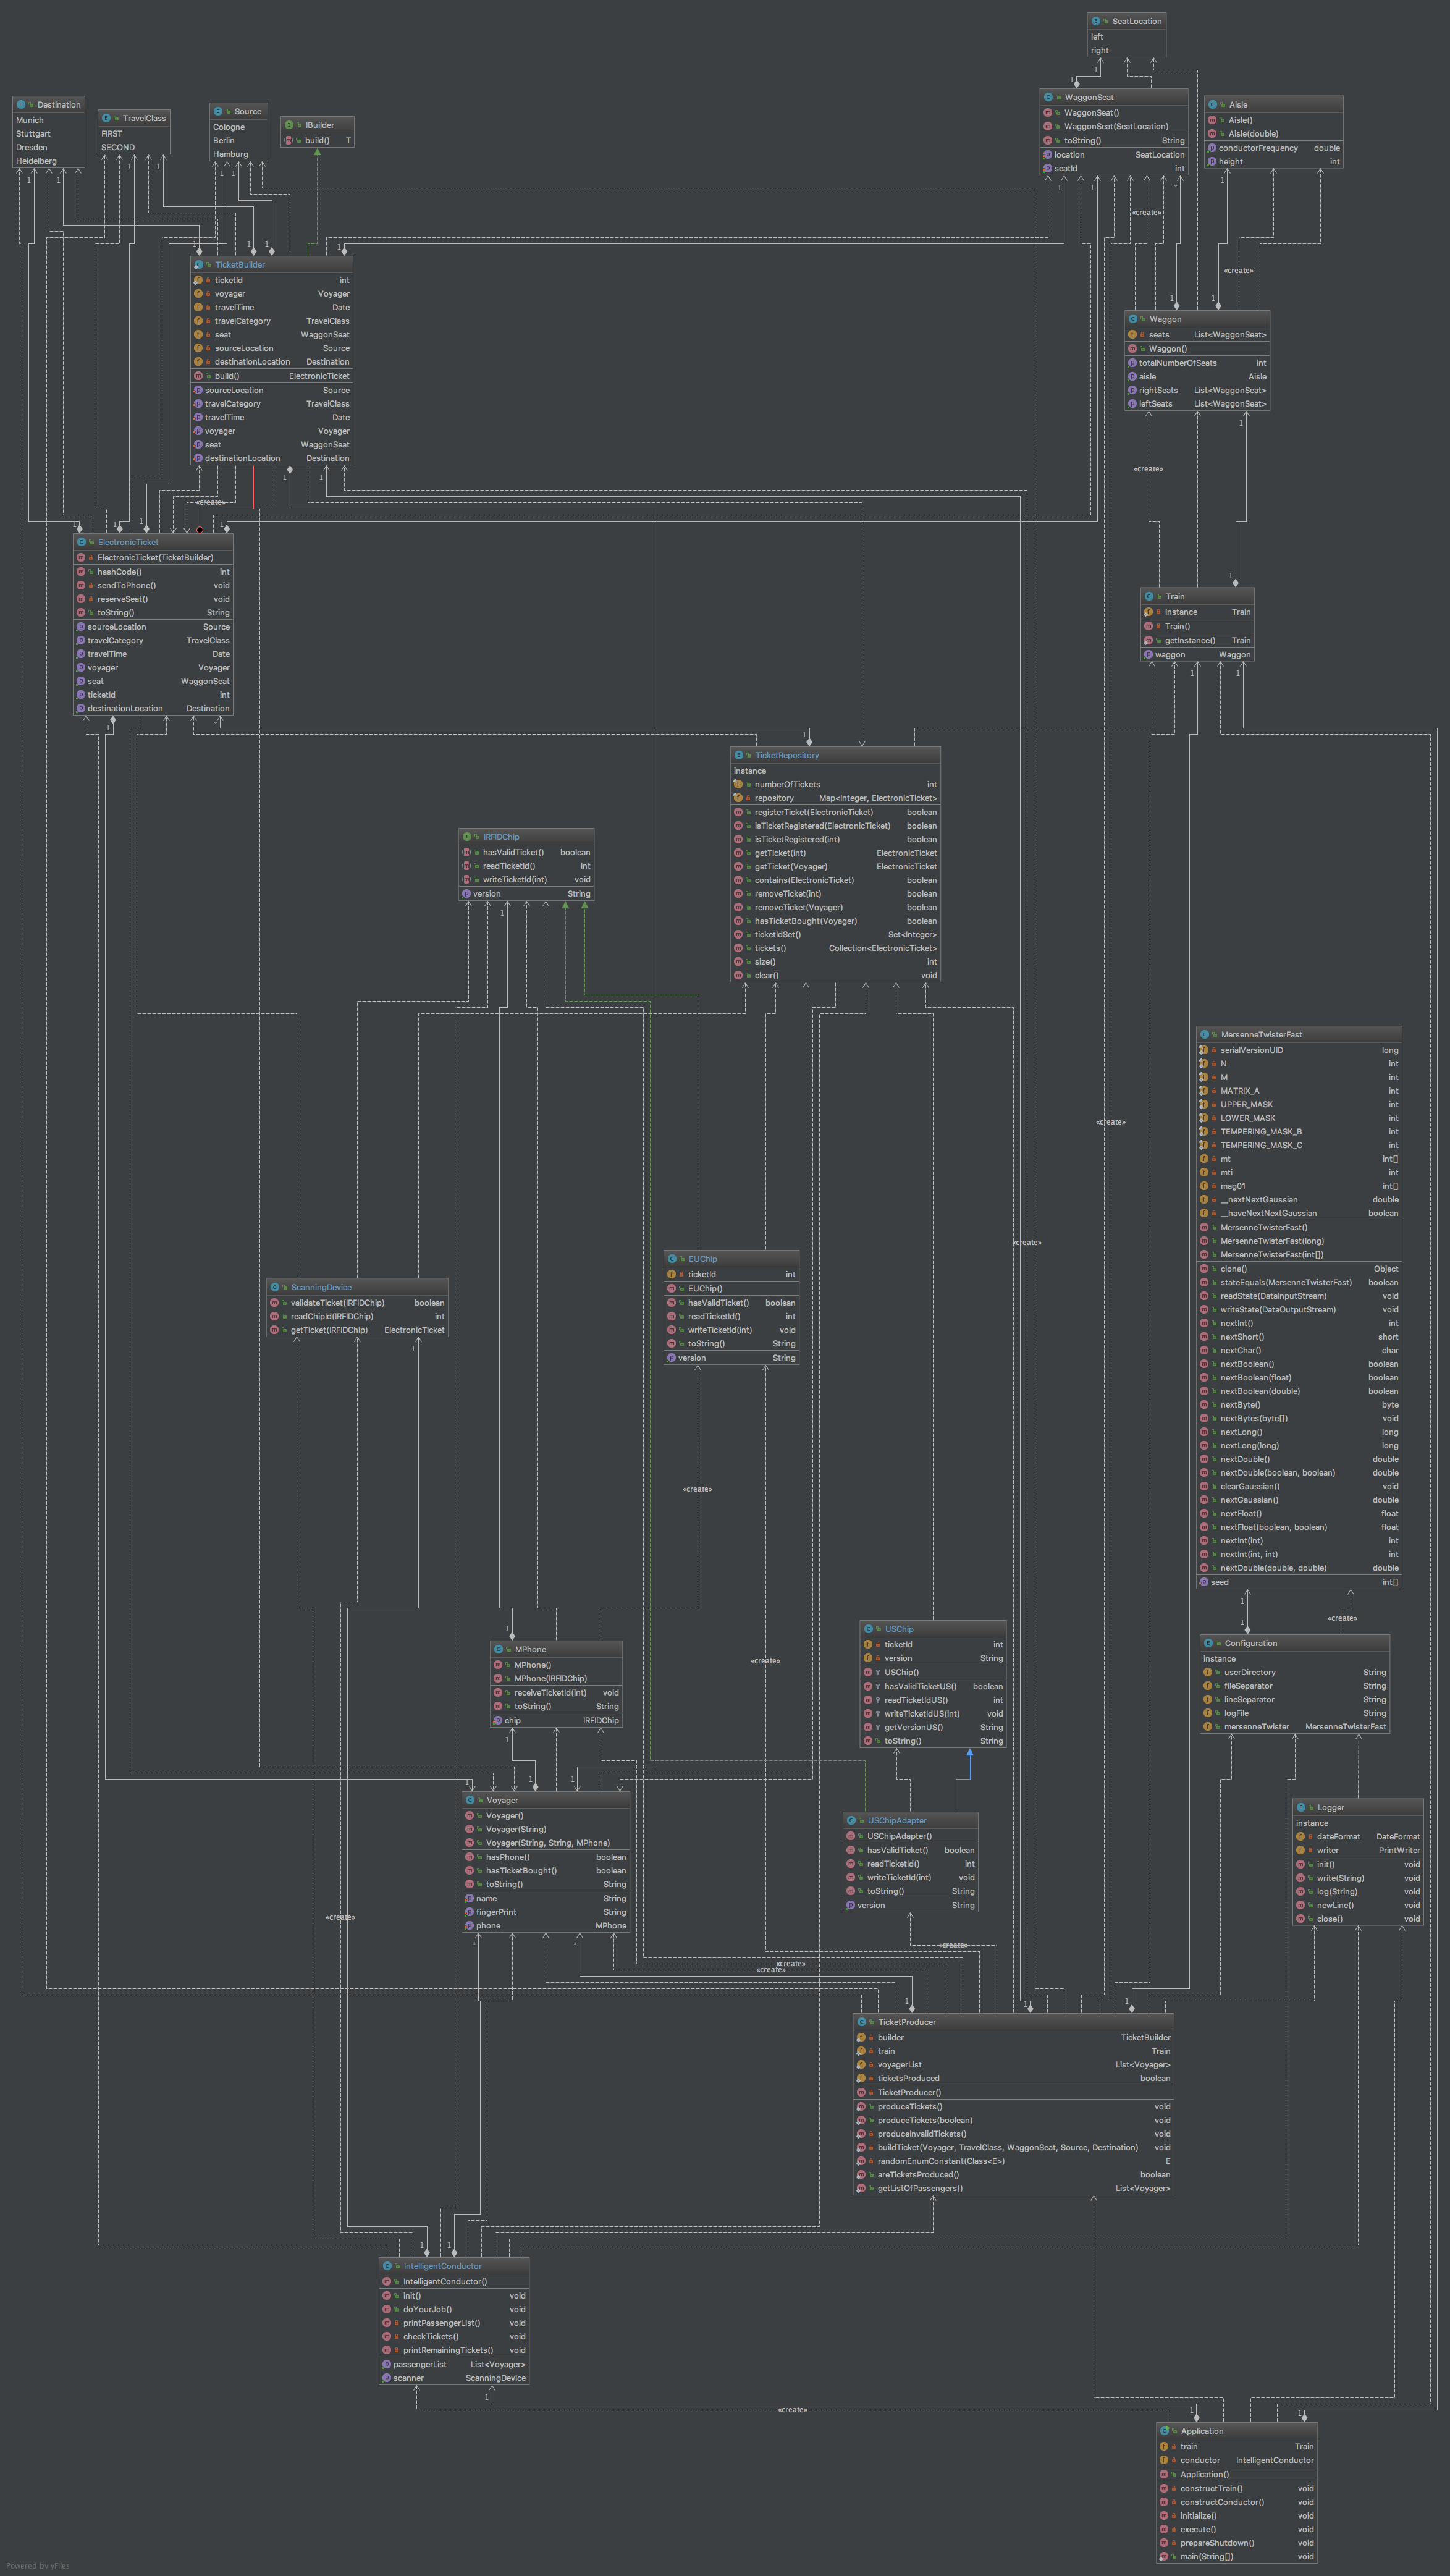 SeatLocation
left
right
1
Destination
Munich
Stuttgart
Dresden
Heidelberg
TravelClass
FIRST
SECOND
Source
Cologne
Berlin
Hamburg
IBuilder
build() T
WaggonSeat
WaggonSeat()
WaggonSeat(SeatLocation)
toString() String
location SeatLocation
seatId int
Aisle
Aisle()
Aisle(double)
conductorFrequency double
height int
«create»
«create»
TicketBuilder
ticketId int
voyager Voyager
travelTime Date
travelCategory TravelClass
seat WaggonSeat
sourceLocation Source
destinationLocation Destination
build() ElectronicTicket
sourceLocation Source
travelCategory TravelClass
travelTime Date
voyager Voyager
seat WaggonSeat
destinationLocation Destination
Waggon
seats List<WaggonSeat>
Waggon()
totalNumberOfSeats int
aisle Aisle
rightSeats List<WaggonSeat>
leftSeats List<WaggonSeat>
«create»
«create»
ElectronicTicket
ElectronicTicket(TicketBuilder)
hashCode() int
sendToPhone() void
reserveSeat() void
toString() String
sourceLocation Source
travelCategory TravelClass
travelTime Date
voyager Voyager
seat WaggonSeat
ticketId int
destinationLocation Destination
Train
instance Train
Train()
getInstance() Train
waggon Waggon
TicketRepository
instance
numberOfTickets int
repository Map<Integer, ElectronicTicket>
registerTicket(ElectronicTicket) boolean
isTicketRegistered(ElectronicTicket) boolean
isTicketRegistered(int) boolean
getTicket(int) ElectronicTicket
getTicket(Voyager) ElectronicTicket
contains(ElectronicTicket) boolean
removeTicket(int) boolean
removeTicket(Voyager) boolean
hasTicketBought(Voyager) boolean
ticketIdSet() Set<Integer>
tickets() Collection<ElectronicTicket>
size() int
clear() void
IRFIDChip
hasValidTicket() boolean
readTicketId() int
writeTicketId(int) void
version String
MersenneTwisterFast
serialVersionUID long
N int
M int
MATRIX_A int
UPPER_MASK int
LOWER_MASK int
TEMPERING_MASK_B int
TEMPERING_MASK_C int
mt int[]
mti int
mag01 int[]
__nextNextGaussian double
__haveNextNextGaussian boolean
MersenneTwisterFast()
MersenneTwisterFast(long)
MersenneTwisterFast(int[])
clone() Object
stateEquals(MersenneTwisterFast) boolean
readState(DataInputStream) void
writeState(DataOutputStream) void
nextInt() int
nextShort() short
nextChar() char
nextBoolean() boolean
nextBoolean(float) boolean
nextBoolean(double) boolean
nextByte() byte
nextBytes(byte[]) void
nextLong() long
nextLong(long) long
nextDouble() double
nextDouble(boolean, boolean) double
clearGaussian() void
nextGaussian() double
nextFloat() float
nextFloat(boolean, boolean) float
nextInt(int) int
nextInt(int, int) int
nextDouble(double, double) double
seed int[]
«create»
«create»
EUChip
ticketId int
EUChip()
hasValidTicket() boolean
readTicketId() int
writeTicketId(int) void
toString() String
version String
ScanningDevice
validateTicket(IRFIDChip) boolean
readChipId(IRFIDChip) int
getTicket(IRFIDChip) ElectronicTicket
«create»
«create»
«create»
MPhone
MPhone()
MPhone(IRFIDChip)
receiveTicketId(int) void
toString() String
chip IRFIDChip
USChip
ticketId int
version String
USChip()
hasValidTicketUS() boolean
readTicketIdUS() int
writeTicketIdUS(int) void
getVersionUS() String
toString() String
Configuration
instance
userDirectory String
fileSeparator String
lineSeparator String
logFile String
mersenneTwister MersenneTwisterFast
Voyager
Voyager()
Voyager(String)
Voyager(String, String, MPhone)
hasPhone() boolean
hasTicketBought() boolean
toString() String
name String
fingerPrint String
phone MPhone
USChipAdapter
USChipAdapter()
hasValidTicket() boolean
readTicketId() int
writeTicketId(int) void
toString() String
version String
Logger
instance
dateFormat DateFormat
writer PrintWriter
init() void
write(String) void
log(String) void
newLine() void
close() void
«create»
«create»
«create»
«create»
TicketProducer
builder TicketBuilder
train Train
voyagerList List<Voyager>
ticketsProduced boolean
TicketProducer()
produceTickets() void
produceTickets(boolean) void
produceInvalidTickets() void
buildTicket(Voyager, TravelClass, WaggonSeat, Source, Destination) void
randomEnumConstant(Class<E>) E
areTicketsProduced() boolean
getListOfPassengers() List<Voyager>
IntelligentConductor
IntelligentConductor()
init() void
doYourJob() void
printPassengerList() void
checkTickets() void
printRemainingTickets() void
passengerList List<Voyager>
scanner ScanningDevice
«create»
Application
train Train
conductor IntelligentConductor
Application()
constructTrain() void
constructConductor() void
initialize() void
execute() void
prepareShutdown() void
main(String[]) void
Powered by yFiles